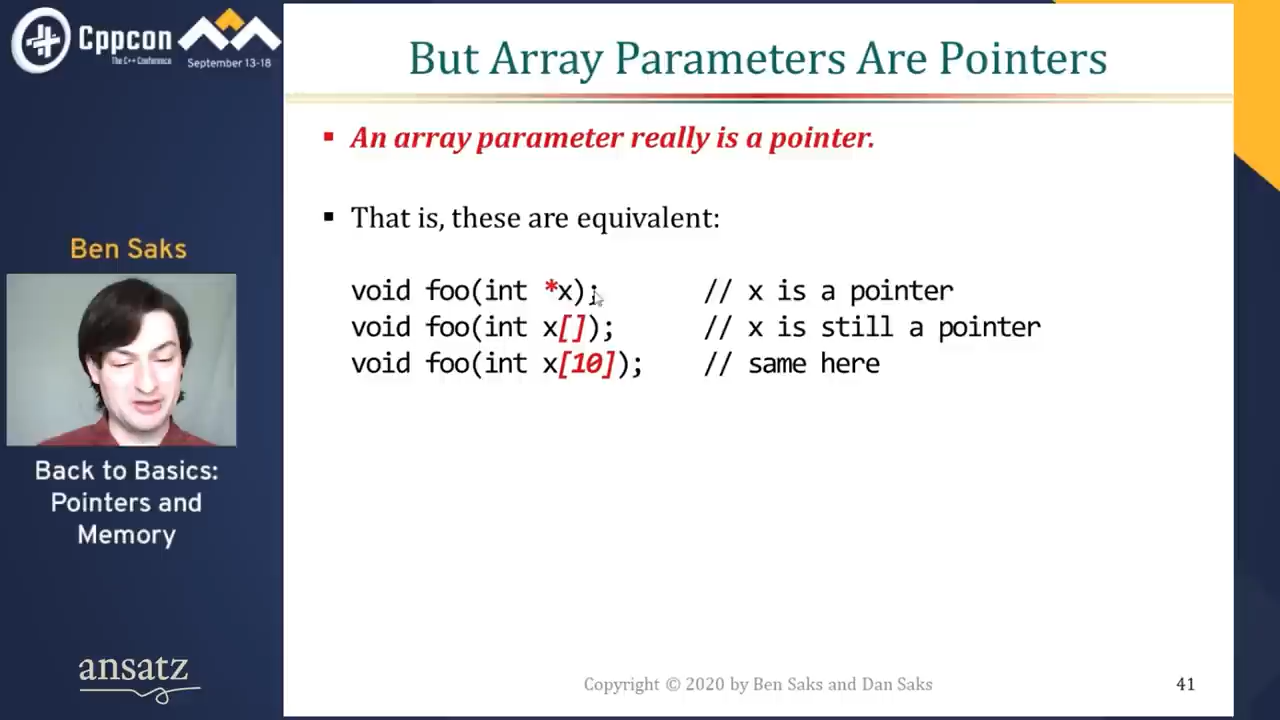 Cppcon
The C++ Conference
September 13-18
Ben Saks
Back to Basics:
Pointers and
Memory
ansatz
But Array Parameters Are Pointers
▪ An array parameter really is a pointer.
▪ That is, these are equivalent:
void foo(int *x); // x is a pointer
void foo(int x[]); // x is still a pointer
void foo(int x[10]); // same here
Copyright © 2020 by Ben Saks and Dan Saks
41